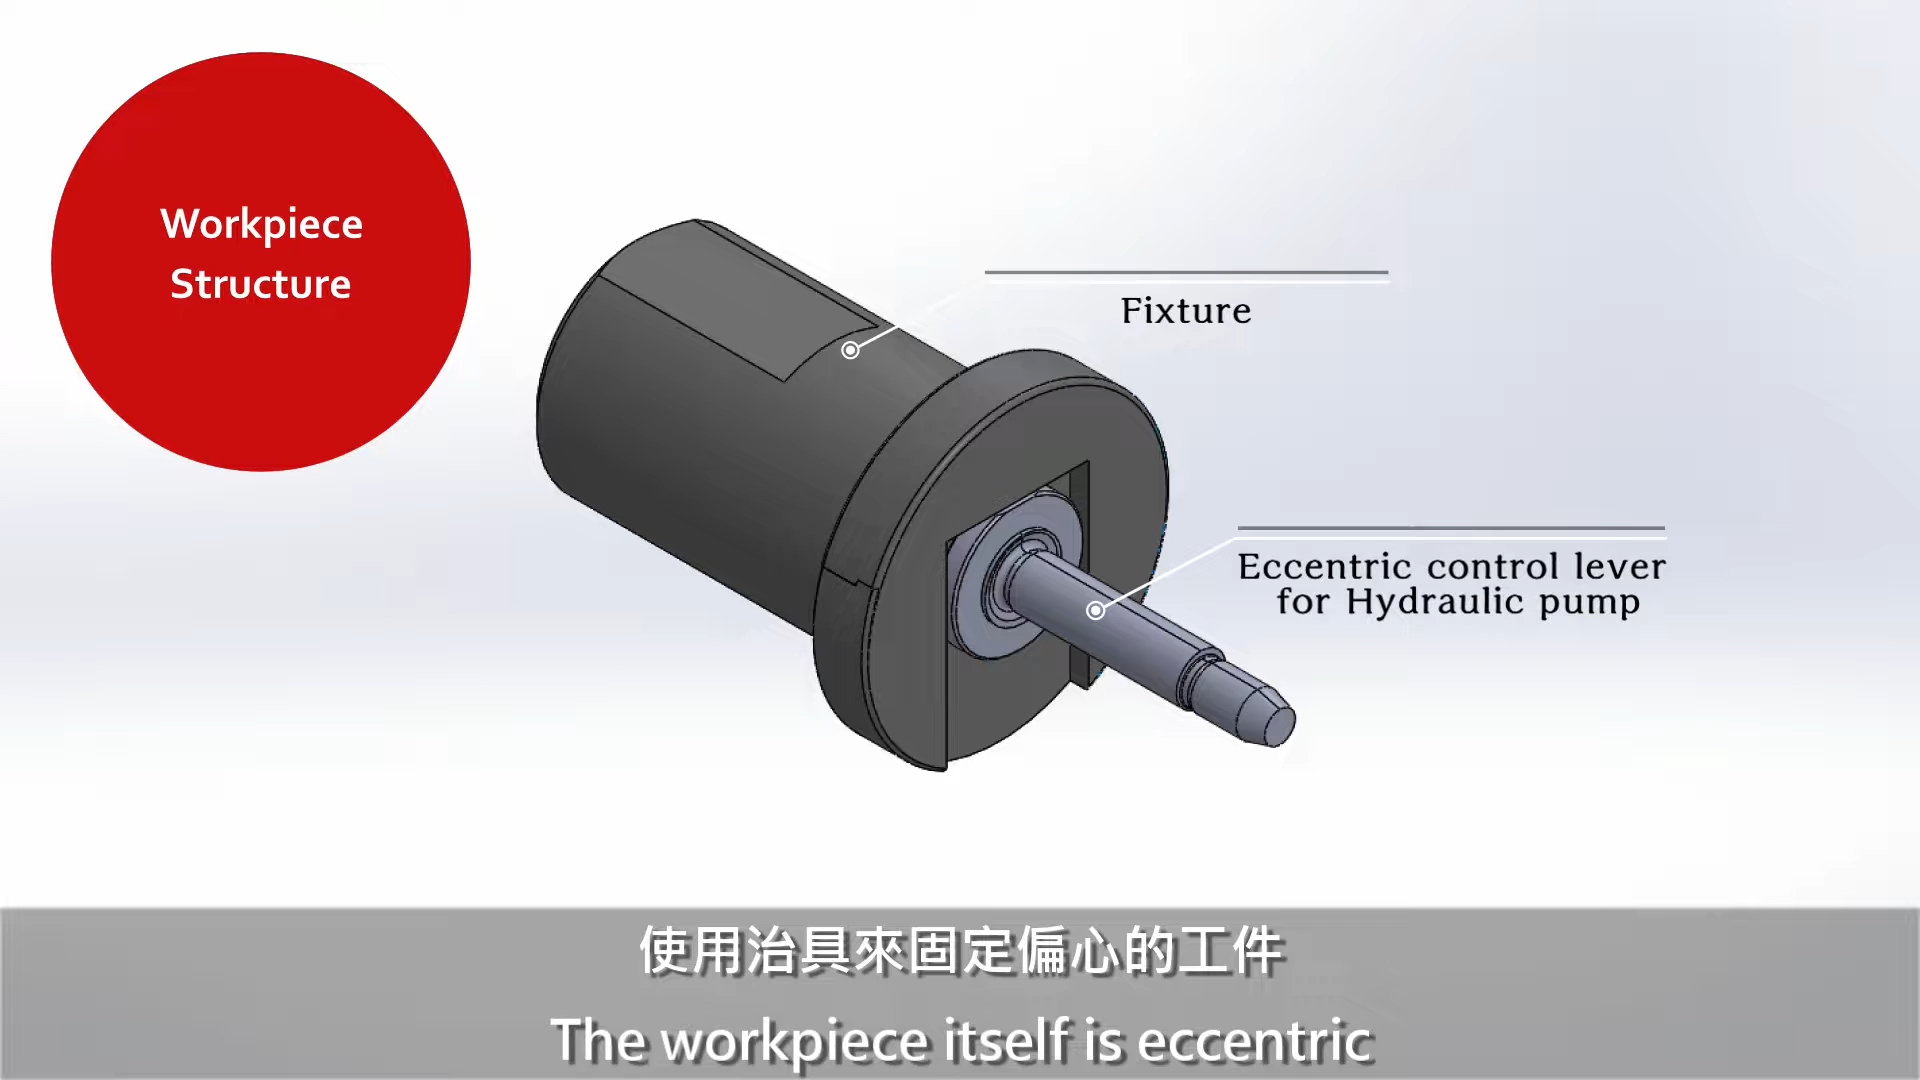 Workpiece
Structure
Fixture
Eccentric control lever
for Hydraulic pump
使用治具來固定偏心的工件
The workpiece itself is eccentric